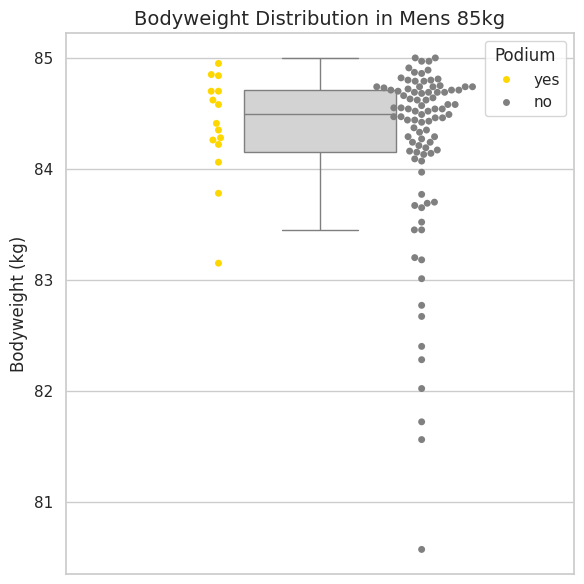 Bodyweight Distribution in Mens 85kg
Podium
yes
no
85
84
83
82
81
Bodyweight (kg)